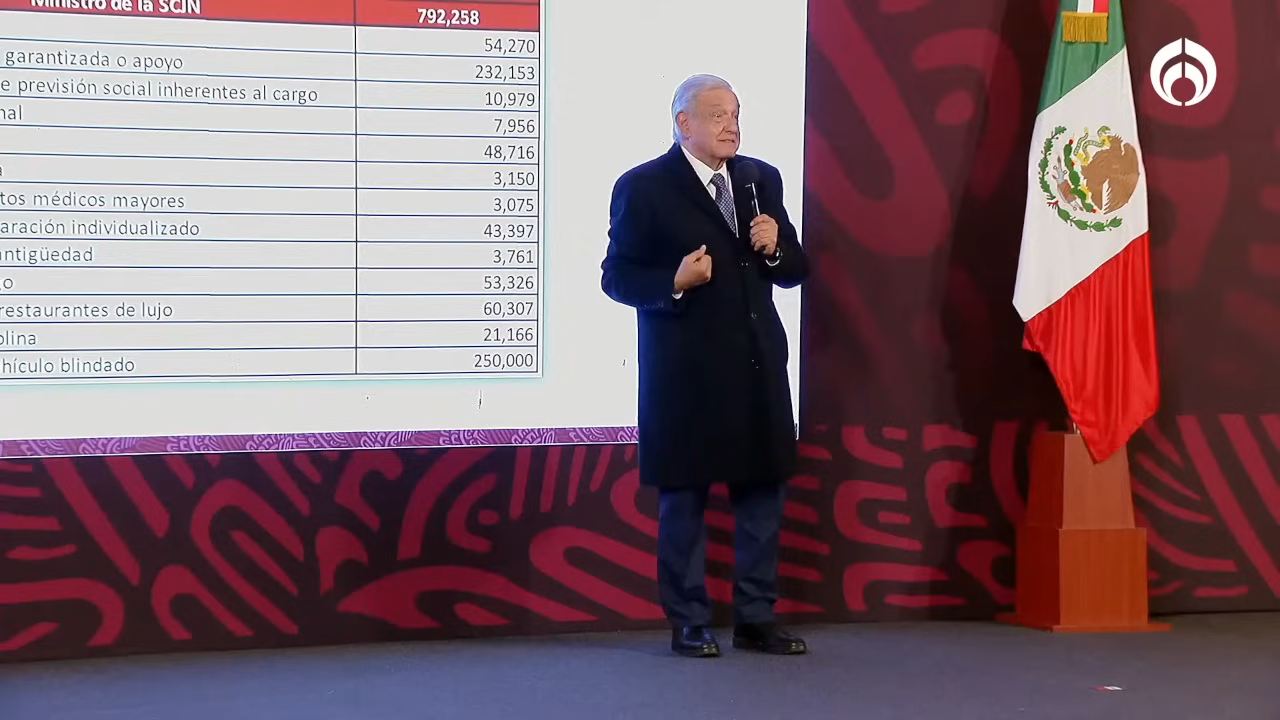 Ministro de la SCJN 792,258
54,270
garantizada o apoyo 232,153
e previsión social inherentes al cargo 10,979
nal 7,956
48,716
3,150
tos médicos mayores 3,075
aración individualizado 43,397
antigüedad 3,761
53,326
restaurantes de lujo 60,307
olina 21,166
hículo blindado 250,000